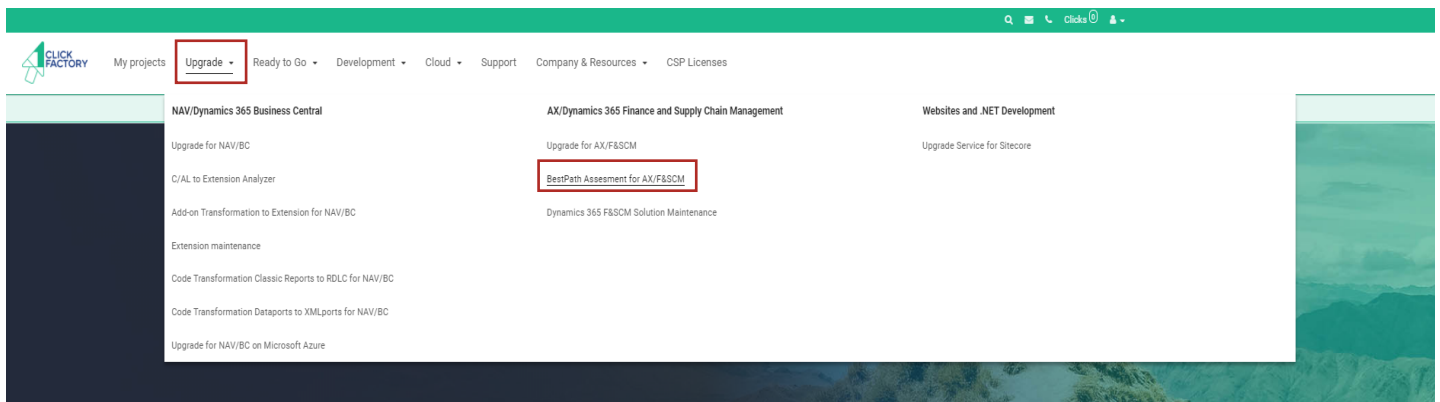 Clicks 0
1
CLICK
FACTORY
My projects Upgrade Ready to Go Development Cloud Support Company & Resources CSP Licenses
NAV/Dynamics 365 Business Central
Upgrade for NAV/BC
C/AL to Extension Analyzer
Add-on Transformation to Extension for NAV/BC
Extension maintenance
Code Transformation Classic Reports to RDLC for NAV/BC
Code Transformation Dataports to XMLports for NAV/BC
Upgrade for NAV/BC on Microsoft Azure
AX/Dynamics 365 Finance and Supply Chain Management
Upgrade for AX/F&SCM
BestPath Assesment for AX/F&SCM
Dynamics 365 F&SCM Solution Maintenance
Websites and .NET Development
Upgrade Service for Sitecore